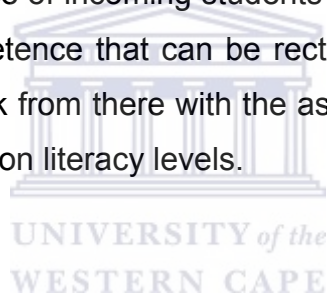 e of incoming students
etence that can be rect
k from there with the as
on literacy levels.
UNIVERSITY of the
WESTERN CAPE